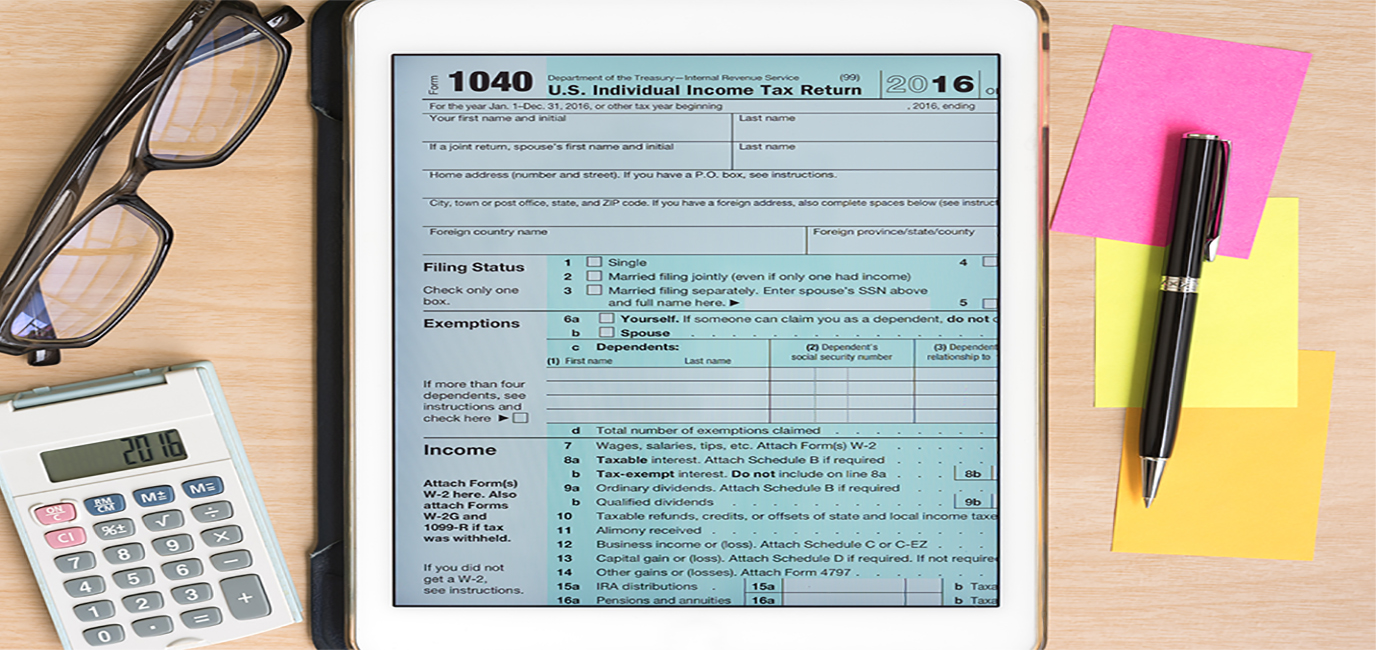 Form 1040 Department of the Treasury—Internal Revenue Service (99)
U.S. Individual Income Tax Return 2016
For the year Jan. 1–Dec. 31, 2016, or other tax year beginning , 2016, ending
Your first name and initial Last name
If a joint return, spouse's first name and initial Last name
Home address (number and street). If you have a P.O. box, see instructions.
City, town or post office, state, and ZIP code. If you have a foreign address, also complete spaces below (see
Foreign country name Foreign province/state/county
Filing Status
Check only one
box.
1 Single 4
2 Married filing jointly (even if only one had income)
3 Married filing separately. Enter spouse's SSN above
and full name here. ► 5
Exemptions
6a Yourself. If someone can claim you as a dependent, do not
b Spouse
c Dependents:
(1) First name Last name
(2) Dependent's
social security number
(3) Dependent
relationship to
If more than four
dependents, see
instructions and
check here ►
d Total number of exemptions claimed
Income
Attach Form(s)
W-2 here. Also
attach Forms
W-2G and
1099-R if tax
was withheld.
If you did not
get a W-2,
see instructions.
7 Wages, salaries, tips, etc. Attach Form(s) W-2
8a Taxable interest. Attach Schedule B if required
b Tax-exempt interest. Do not include on line 8a 8b
9a Ordinary dividends. Attach Schedule B if required
b Qualified dividends 9b
10 Taxable refunds, credits, or offsets of state and local income taxe
11 Alimony received
12 Business income or (loss). Attach Schedule C or C-EZ
13 Capital gain or (loss). Attach Schedule D if required. If not require
14 Other gains or (losses). Attach Form 4797
15a IRA distributions 15a b Taxa
16a Pensions and annuities 16a b Taxa
2016
ON/C RM CM M± M=
CI %± √ ÷
7 8 9 ×
4 5 6 −
1 2 3 +
0 . =